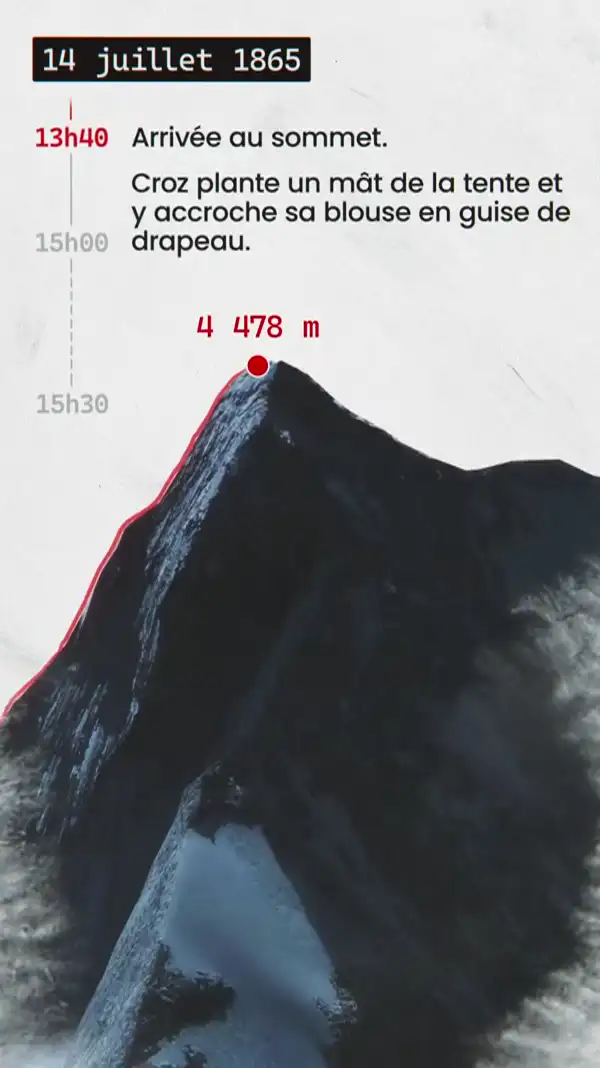 14 juillet 1865
13h40
Arrivée au sommet.
Croz plante un mât de la tente et
y accroche sa blouse en guise de
drapeau.
15h00
4 478 m
15h30